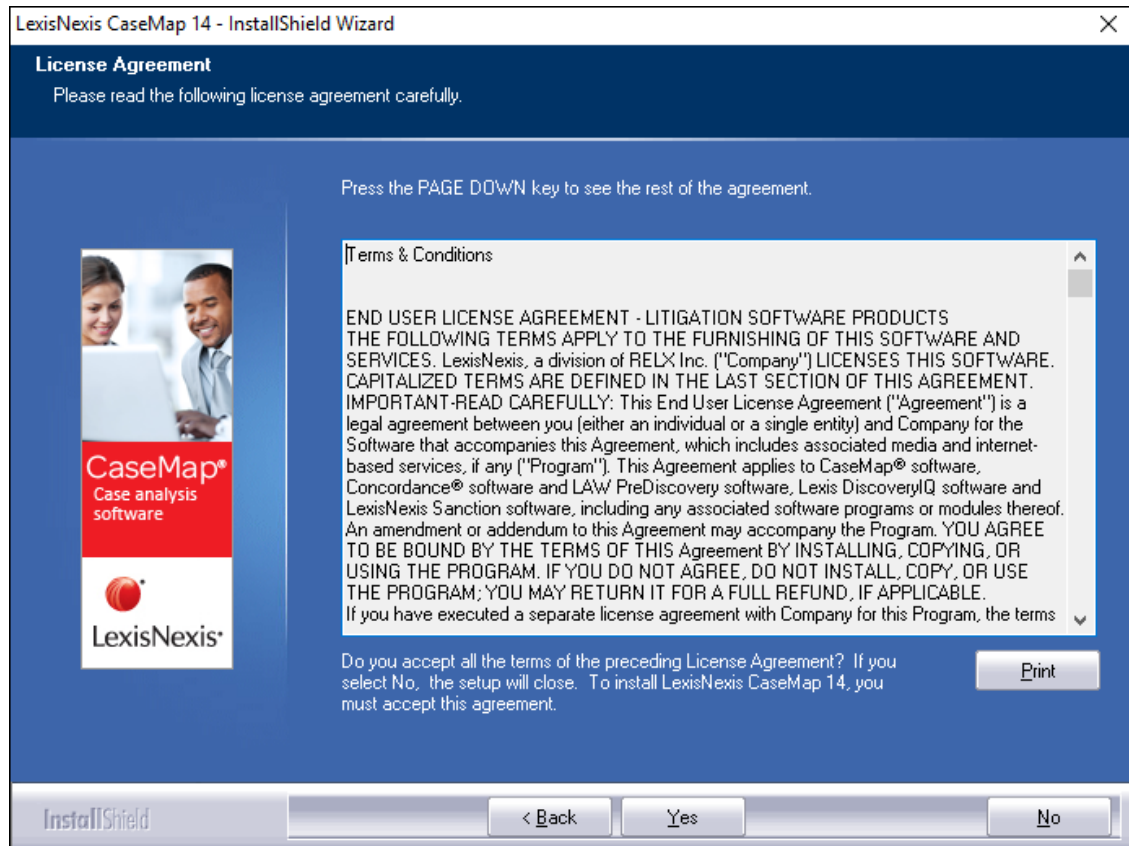 LexisNexis CaseMap 14 - InstallShield Wizard
License Agreement
Please read the following license agreement carefully.
Press the PAGE DOWN key to see the rest of the agreement.
Terms & Conditions
END USER LICENSE AGREEMENT - LITIGATION SOFTWARE PRODUCTS
THE FOLLOWING TERMS APPLY TO THE FURNISHING OF THIS SOFTWARE AND
SERVICES. LexisNexis, a division of RELX Inc. ("Company") LICENSES THIS SOFTWARE.
CAPITALIZED TERMS ARE DEFINED IN THE LAST SECTION OF THIS AGREEMENT.
IMPORTANT-READ CAREFULLY: This End User License Agreement ("Agreement") is a
legal agreement between you (either an individual or a single entity) and Company for the
Software that accompanies this Agreement, which includes associated media and internet-
based services, if any ("Program"). This Agreement applies to CaseMap® software,
Concordance® software and LAW PreDiscovery software, Lexis DiscoveryIQ software and
LexisNexis Sanction software, including any associated software programs or modules thereof.
An amendment or addendum to this Agreement may accompany the Program. YOU AGREE
TO BE BOUND BY THE TERMS OF THIS Agreement BY INSTALLING, COPYING, OR
USING THE PROGRAM. IF YOU DO NOT AGREE, DO NOT INSTALL, COPY, OR USE
THE PROGRAM; YOU MAY RETURN IT FOR A FULL REFUND, IF APPLICABLE.
If you have executed a separate license agreement with Company for this Program, the terms
CaseMap®
Case analysis
software
LexisNexis®
Do you accept all the terms of the preceding License Agreement? If you
select No, the setup will close. To install LexisNexis CaseMap 14, you
must accept this agreement.
Print
InstallShield
< Back
Yes
No